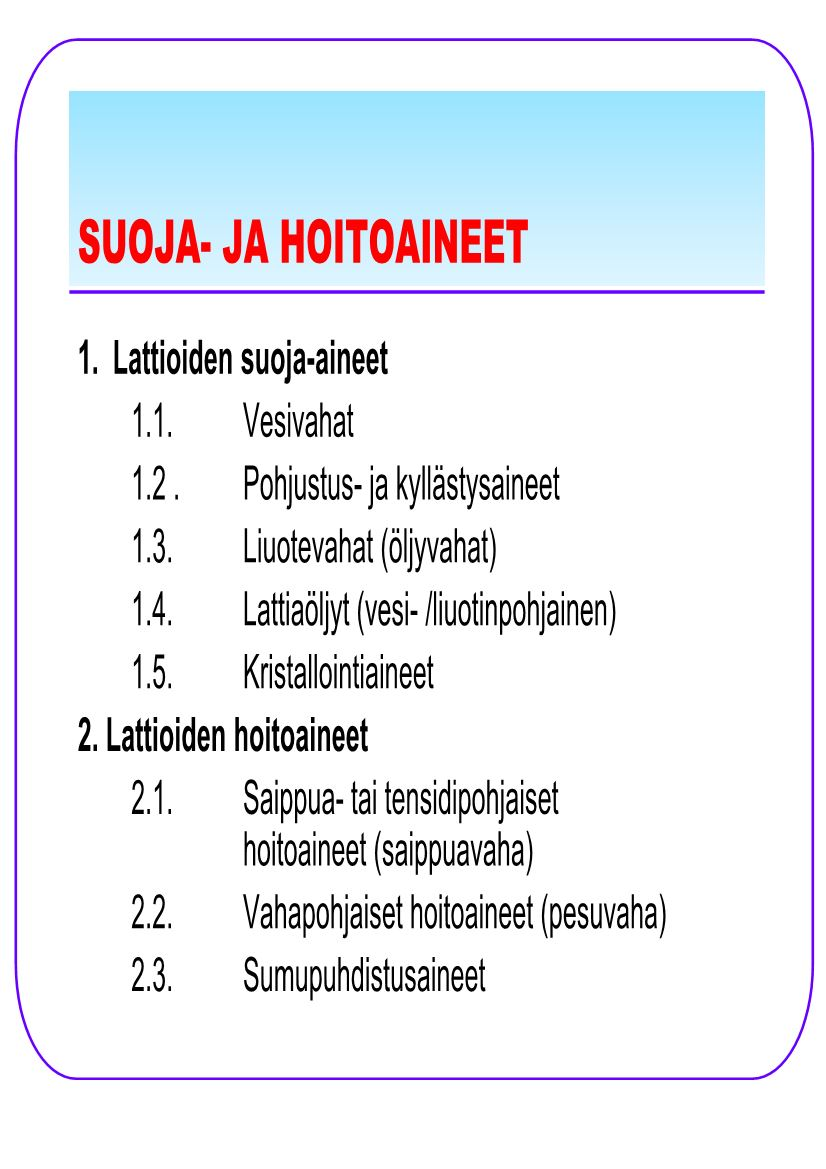 SUOJA- JA HOITOAINEET
1. Lattioiden suoja-aineet
1.1. Vesivahat
1.2 . Pohjustus- ja kyllästysaineet
1.3. Liuotevahat (öljyvahat)
1.4. Lattiaöljyt (vesi- /liuotinpohjainen)
1.5. Kristallointiaineet
2. Lattioiden hoitoaineet
2.1. Saippua- tai tensidipohjaiset
hoitoaineet (saippuavaha)
2.2. Vahapohjaiset hoitoaineet (pesuvaha)
2.3. Sumupuhdistusaineet